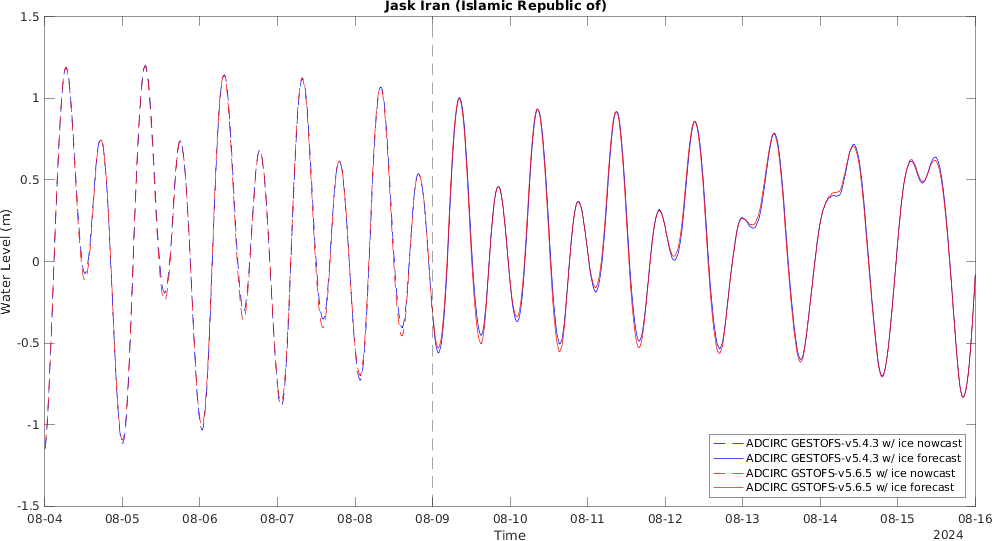 Jask Iran (Islamic Republic of)
1.5
1
0.5
0
-0.5
-1
-1.5
Water Level (m)
ADCIRC GESTOFS-v5.4.3 w/ ice nowcast
ADCIRC GESTOFS-v5.4.3 w/ ice forecast
ADCIRC GSTOFS-v5.6.5 w/ ice nowcast
ADCIRC GSTOFS-v5.6.5 w/ ice forecast
08-04 08-05 08-06 08-07 08-08 08-09 08-10 08-11 08-12 08-13 08-14 08-15 08-16
Time
2024